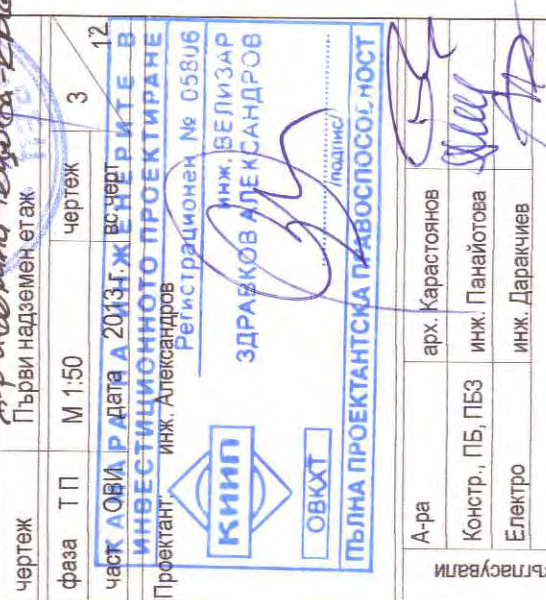 чертеж Първи надземен етаж
фаза ТП М 1:50 чертеж 3
част ОВИ дата 2013 г. вс.черт 12
КАМАРА НА ИНЖЕНЕРИТЕ В
ИНВЕСТИЦИОННОТО ПРОЕКТИРАНЕ
Проектант: инж. Александров
Регистрационен № 05806
инж. ВЕЛИЗАР
ЗДРАВКОВ АЛЕКСАНДРОВ
КИИП
ОВКХТ
/подпис/
ПЪЛНА ПРОЕКТАНТСКА ПРАВОСПОСОБНОСТ
съгласували
А-ра арх. Карастоянов
Констр., ПБ, ПБЗ инж. Панайотова
Електро инж. Даракчиев